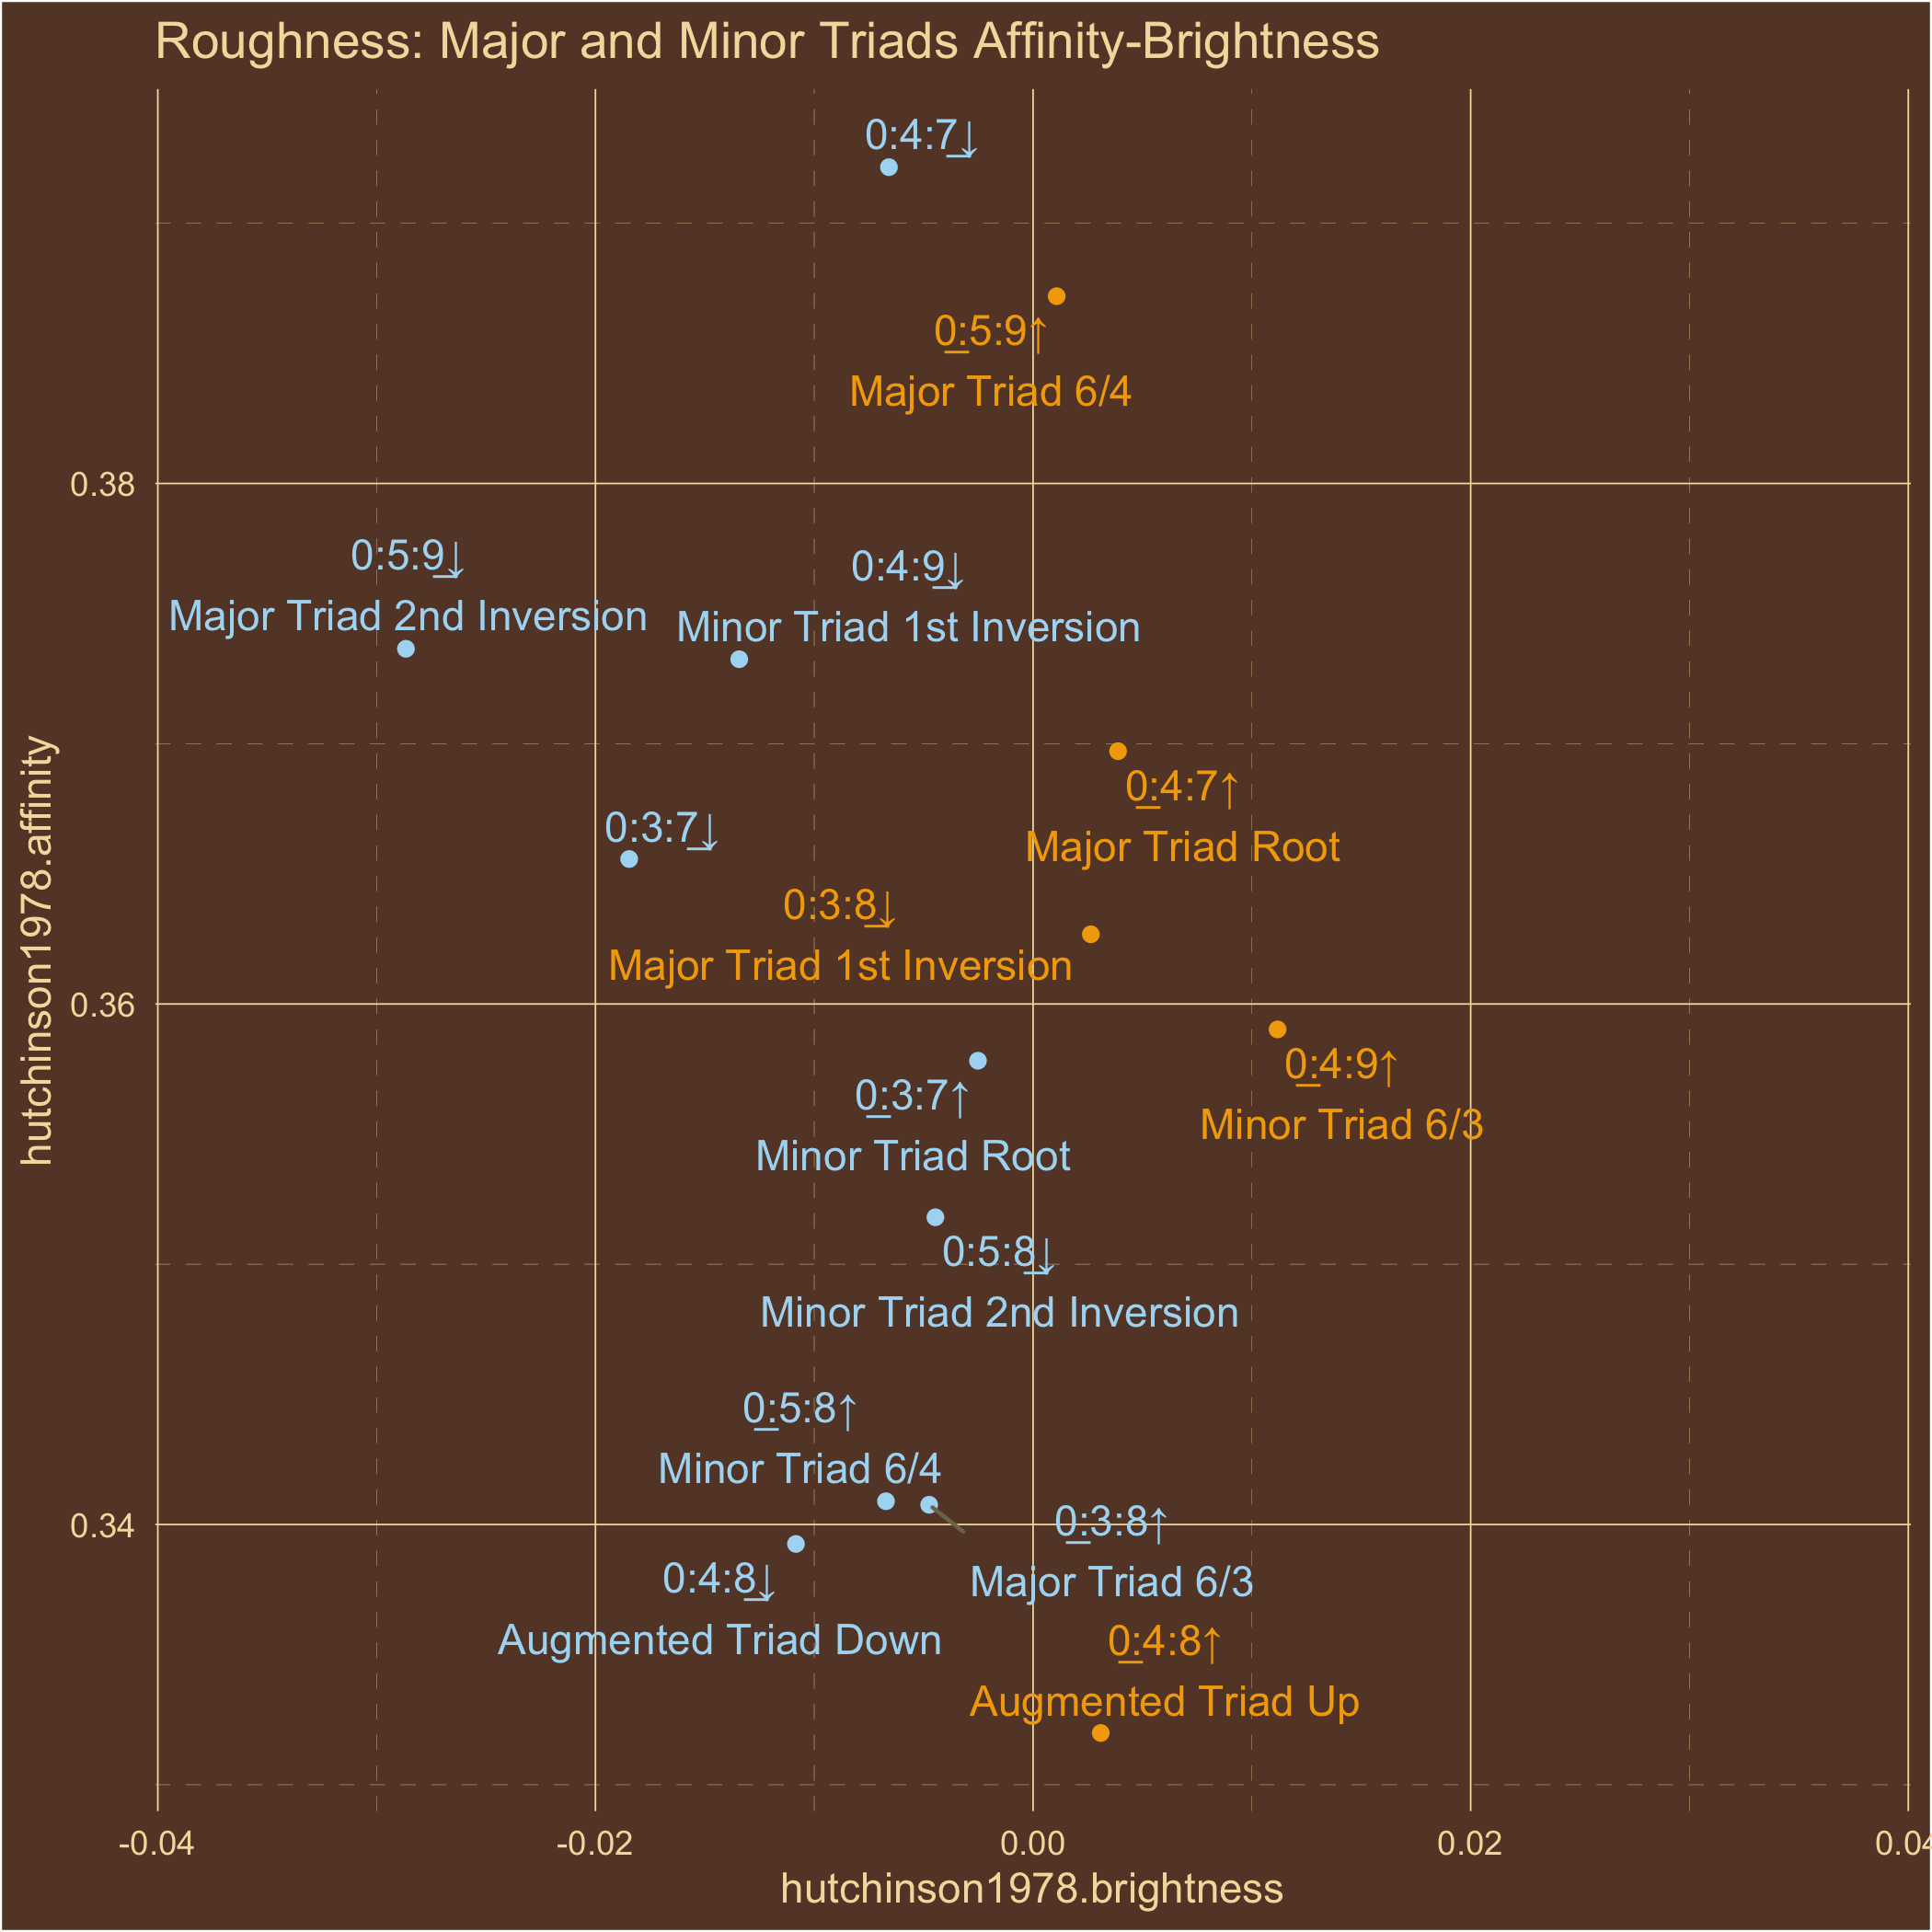 Roughness: Major and Minor Triads Affinity-Brightness
0:4:7↓
0:5:9↑
Major Triad 6/4
0.38
0:5:9↓
Major Triad 2nd Inversion
0:4:9↓
Minor Triad 1st Inversion
0:4:7↑
Major Triad Root
0:3:7↓
0:3:8↓
Major Triad 1st Inversion
hutchinson1978.affinity
0.36
0:4:9↑
Minor Triad 6/3
0:3:7↑
Minor Triad Root
0:5:8↓
Minor Triad 2nd Inversion
0:5:8↑
Minor Triad 6/4
0.34
0:3:8↑
Major Triad 6/3
0:4:8↓
Augmented Triad Down
0:4:8↑
Augmented Triad Up
-0.04 -0.02 0.00 0.02 0.04
hutchinson1978.brightness